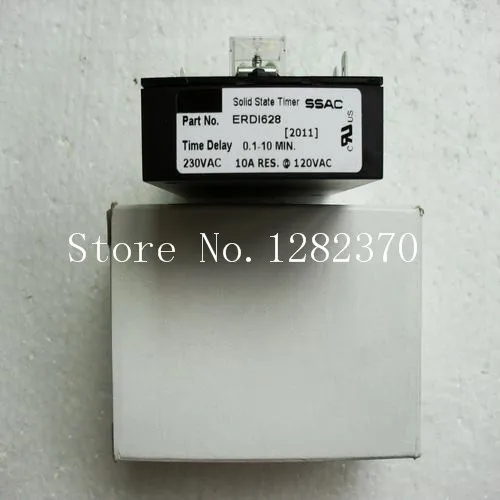 Solid State Timer SSAC
Part No. ERDI628
[2011]
Time Delay 0.1-10 MIN.
230VAC 10A RES. @ 120VAC
C US
Store No. 1282370